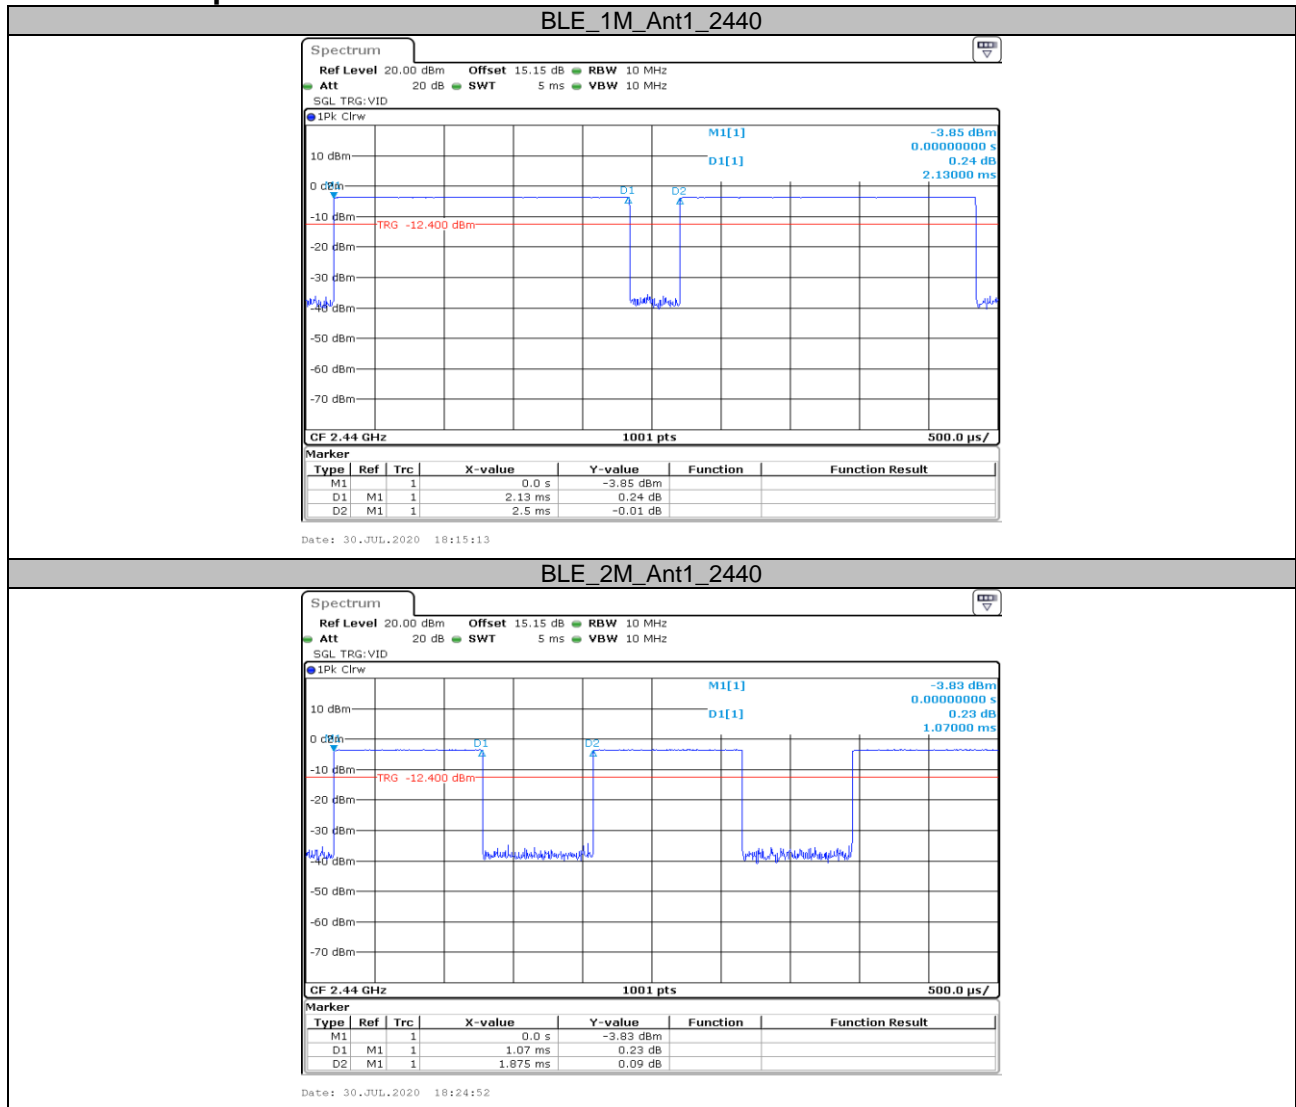 BLE_1M_Ant1_2440
Spectrum
Ref Level 20.00 dBm Offset 15.15 dB RBW 10 MHz
Att 20 dB SWT 5 ms VBW 10 MHz
SGL TRG:VID
1Pk Clrw
M1[1] -3.85 dBm
0.00000000 s
10 dBm
D1[1] 0.24 dB
2.13000 ms
0 dBm
M1
D1 D2
-10 dBm
TRG -12.400 dBm
-20 dBm
-30 dBm
-40 dBm
-50 dBm
-60 dBm
-70 dBm
CF 2.44 GHz 1001 pts 500.0 µs/
Marker
Type Ref Trc X-value Y-value Function Function Result
M1 1 0.0 s -3.85 dBm
D1 M1 1 2.13 ms 0.24 dB
D2 M1 1 2.5 ms -0.01 dB
Date: 30.JUL.2020 18:15:13
BLE_2M_Ant1_2440
Spectrum
Ref Level 20.00 dBm Offset 15.15 dB RBW 10 MHz
Att 20 dB SWT 5 ms VBW 10 MHz
SGL TRG:VID
1Pk Clrw
M1[1] -3.83 dBm
0.00000000 s
10 dBm
D1[1] 0.23 dB
1.07000 ms
0 dBm
M1
D1 D2
-10 dBm
TRG -12.400 dBm
-20 dBm
-30 dBm
-40 dBm
-50 dBm
-60 dBm
-70 dBm
CF 2.44 GHz 1001 pts 500.0 µs/
Marker
Type Ref Trc X-value Y-value Function Function Result
M1 1 0.0 s -3.83 dBm
D1 M1 1 1.07 ms 0.23 dB
D2 M1 1 1.875 ms 0.09 dB
Date: 30.JUL.2020 18:24:52